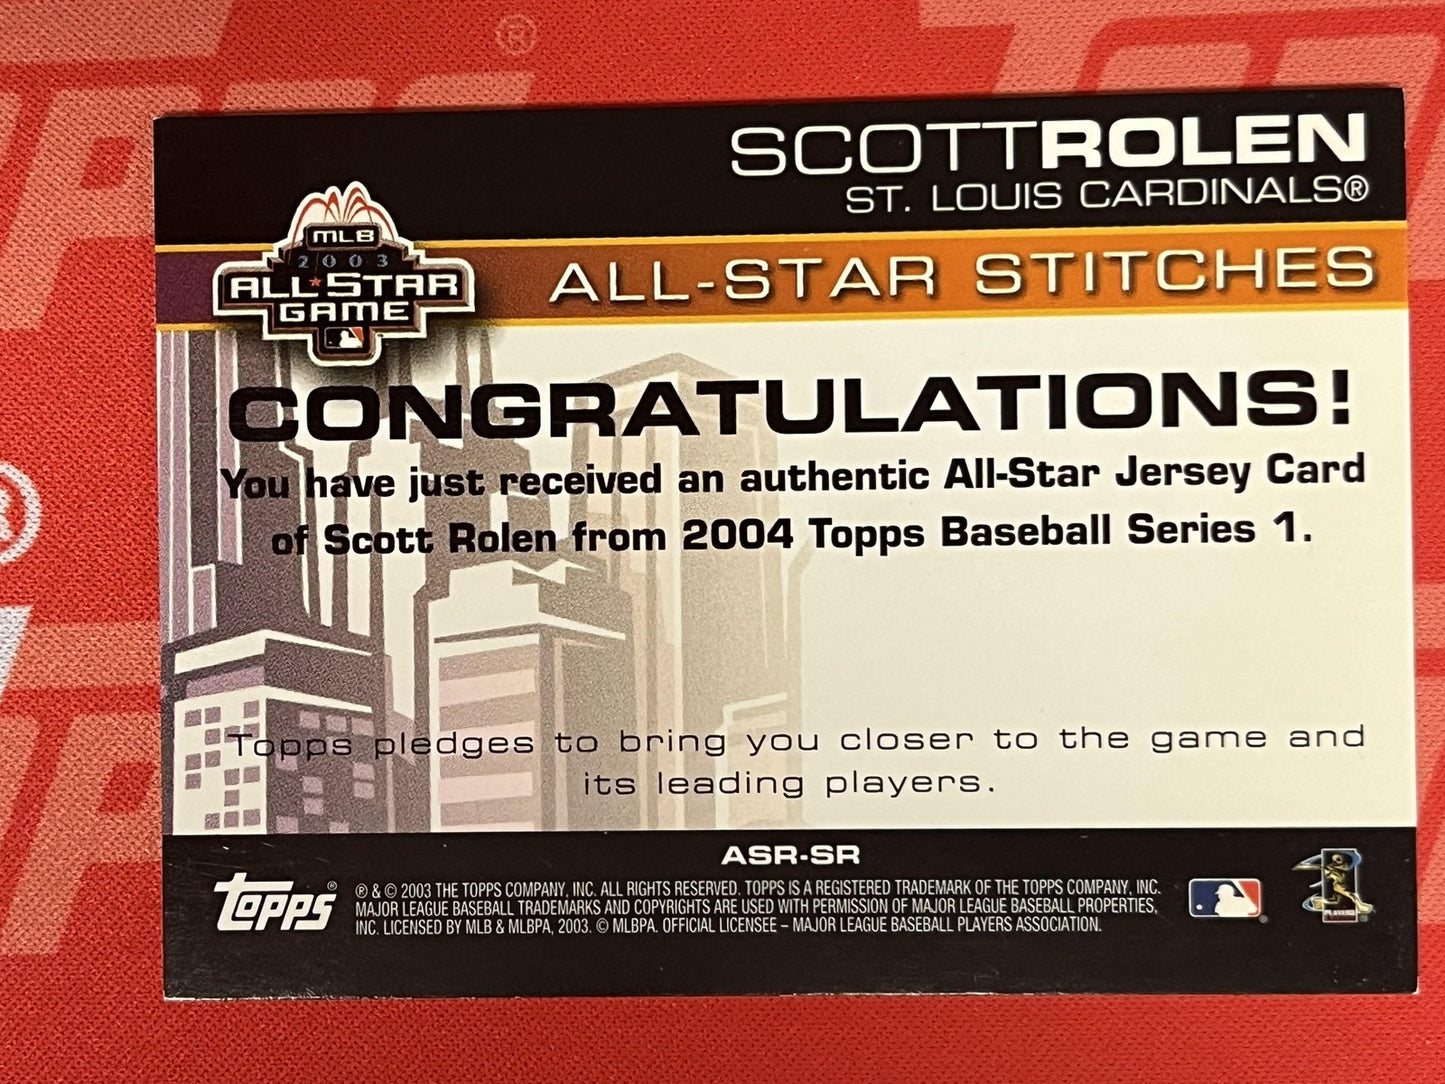 SCOTTROLEN
ST. LOUIS CARDINALS®
MLB
2003
ALL★STAR
GAME
ALL-STAR STITCHES
CONGRATULATIONS!
You have just received an authentic All-Star Jersey Card
of Scott Rolen from 2004 Topps Baseball Series 1.
Topps pledges to bring you closer to the game and
its leading players.
ASR-SR
Topps®
® & © 2003 THE TOPPS COMPANY, INC. ALL RIGHTS RESERVED. TOPPS IS A REGISTERED TRADEMARK OF THE TOPPS COMPANY, INC.
MAJOR LEAGUE BASEBALL TRADEMARKS AND COPYRIGHTS ARE USED WITH PERMISSION OF MAJOR LEAGUE BASEBALL PROPERTIES,
INC. LICENSED BY MLB & MLBPA, 2003. © MLBPA. OFFICIAL LICENSEE – MAJOR LEAGUE BASEBALL PLAYERS ASSOCIATION.
PLAYERS